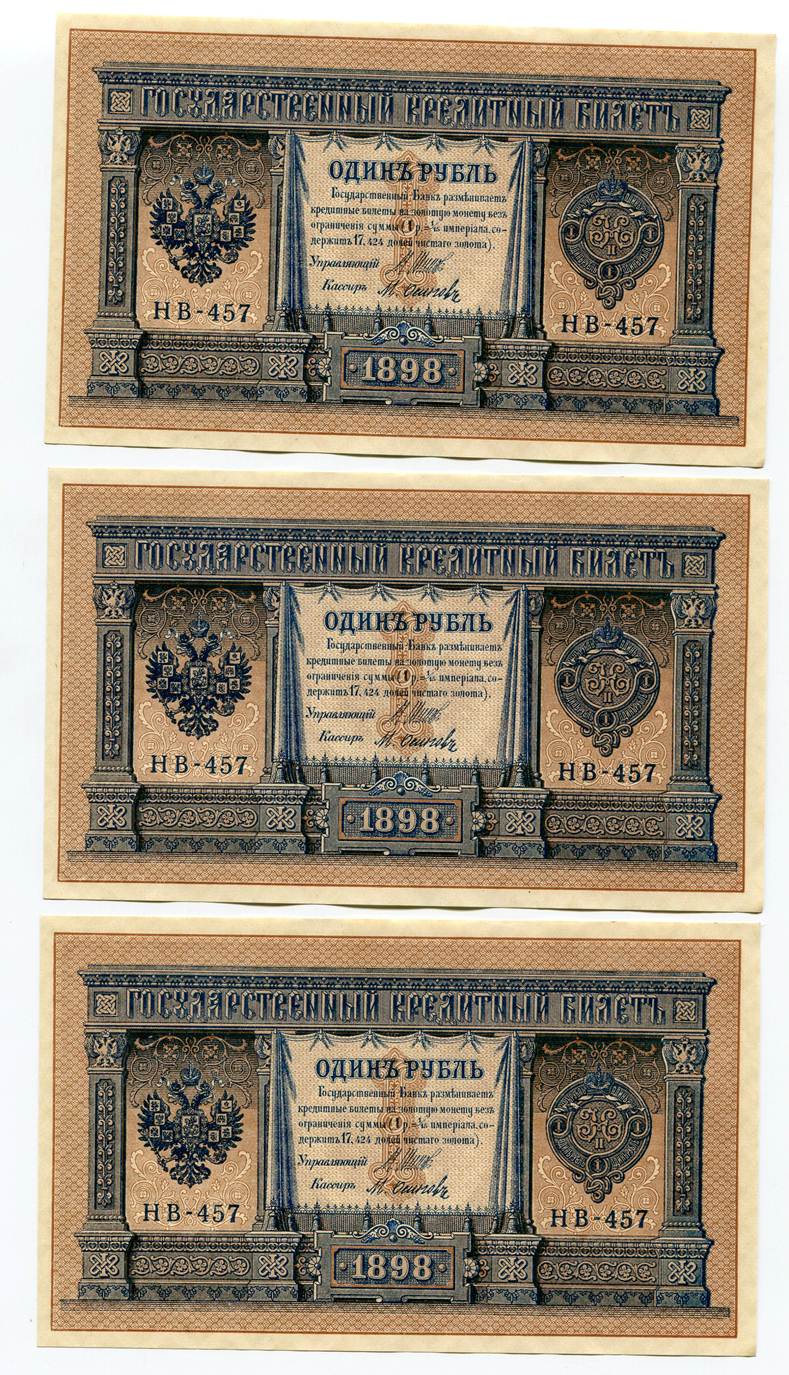 ГОСУДАРСТВЕННЫЙ КРЕДИТНЫЙ БИЛЕТЪ
ОДИНЪ РУБЛЬ
Государственный Банкъ размѣниваетъ
кредитные билеты на золотую монету безъ
ограниченія суммы (1 р.=1/15 имперіала, со-
держитъ 17,424 долей чистаго золота).
Управляющій
Кассиръ М. Осиповъ
НВ-457 НВ-457
1898
ГОСУДАРСТВЕННЫЙ КРЕДИТНЫЙ БИЛЕТЪ
ОДИНЪ РУБЛЬ
Государственный Банкъ размѣниваетъ
кредитные билеты на золотую монету безъ
ограниченія суммы (1 р.=1/15 имперіала, со-
держитъ 17,424 долей чистаго золота).
Управляющій
Кассиръ М. Осиповъ
НВ-457 НВ-457
1898
ГОСУДАРСТВЕННЫЙ КРЕДИТНЫЙ БИЛЕТЪ
ОДИНЪ РУБЛЬ
Государственный Банкъ размѣниваетъ
кредитные билеты на золотую монету безъ
ограниченія суммы (1 р.=1/15 имперіала, со-
держитъ 17,424 долей чистаго золота).
Управляющій
Кассиръ М. Осиповъ
НВ-457 НВ-457
1898